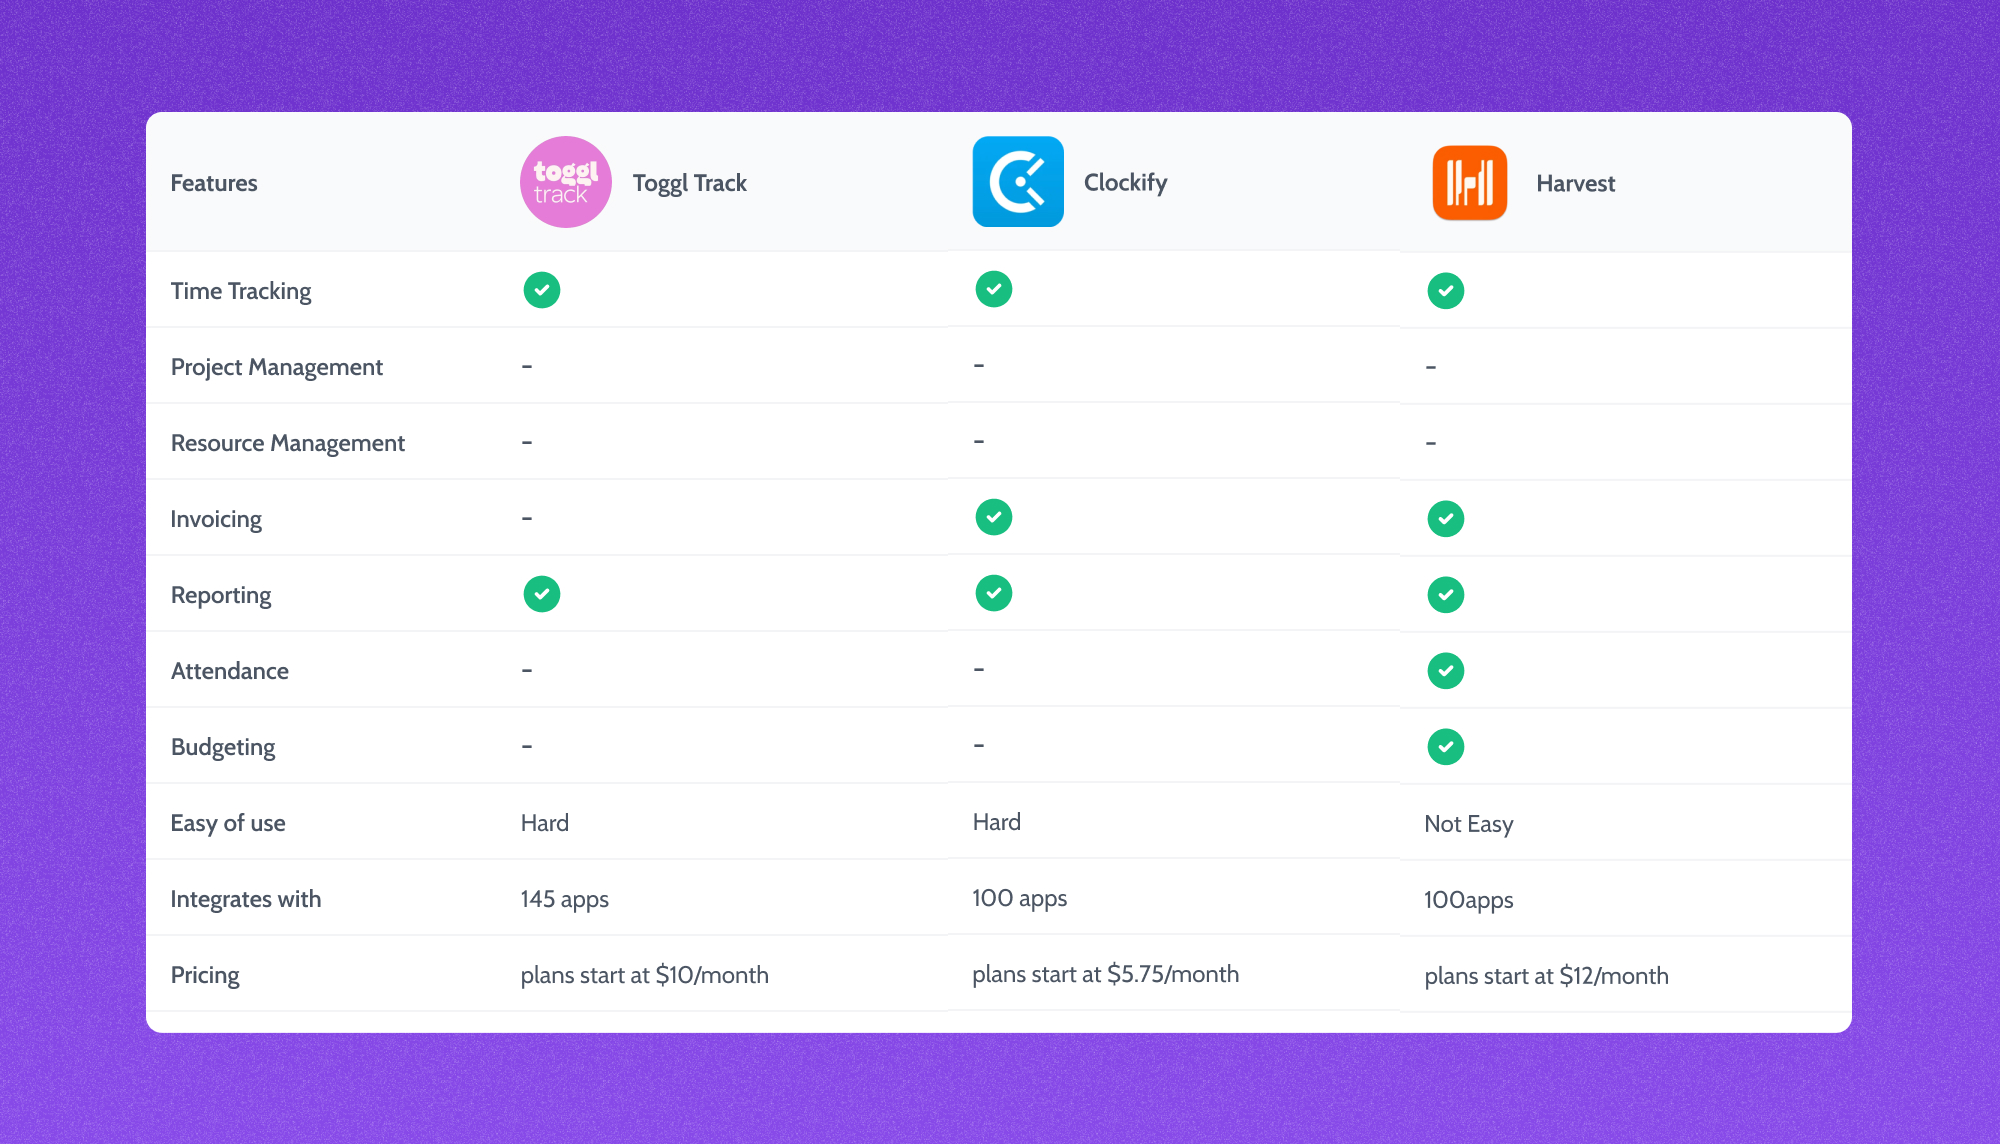 Features toggl track Toggl Track Clockify Harvest
Time Tracking
Project Management - - -
Resource Management - - -
Invoicing -
Reporting
Attendance - -
Budgeting - -
Easy of use Hard Hard Not Easy
Integrates with 145 apps 100 apps 100apps
Pricing plans start at $10/month plans start at $5.75/month plans start at $12/month